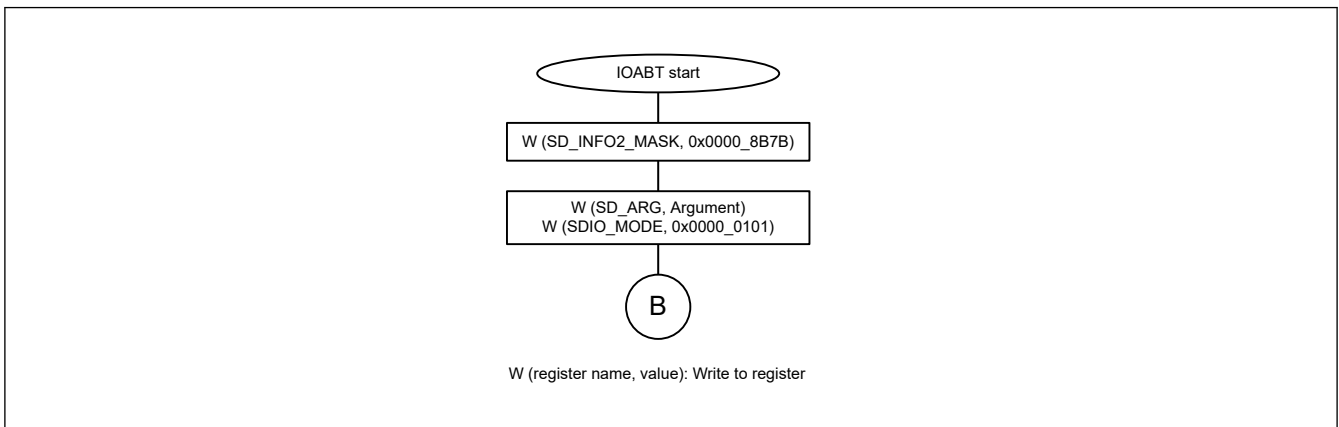 IOABT start
W (SD_INFO2_MASK, 0x0000_8B7B)
W (SD_ARG, Argument)
W (SDIO_MODE, 0x0000_0101)
B
W (register name, value): Write to register